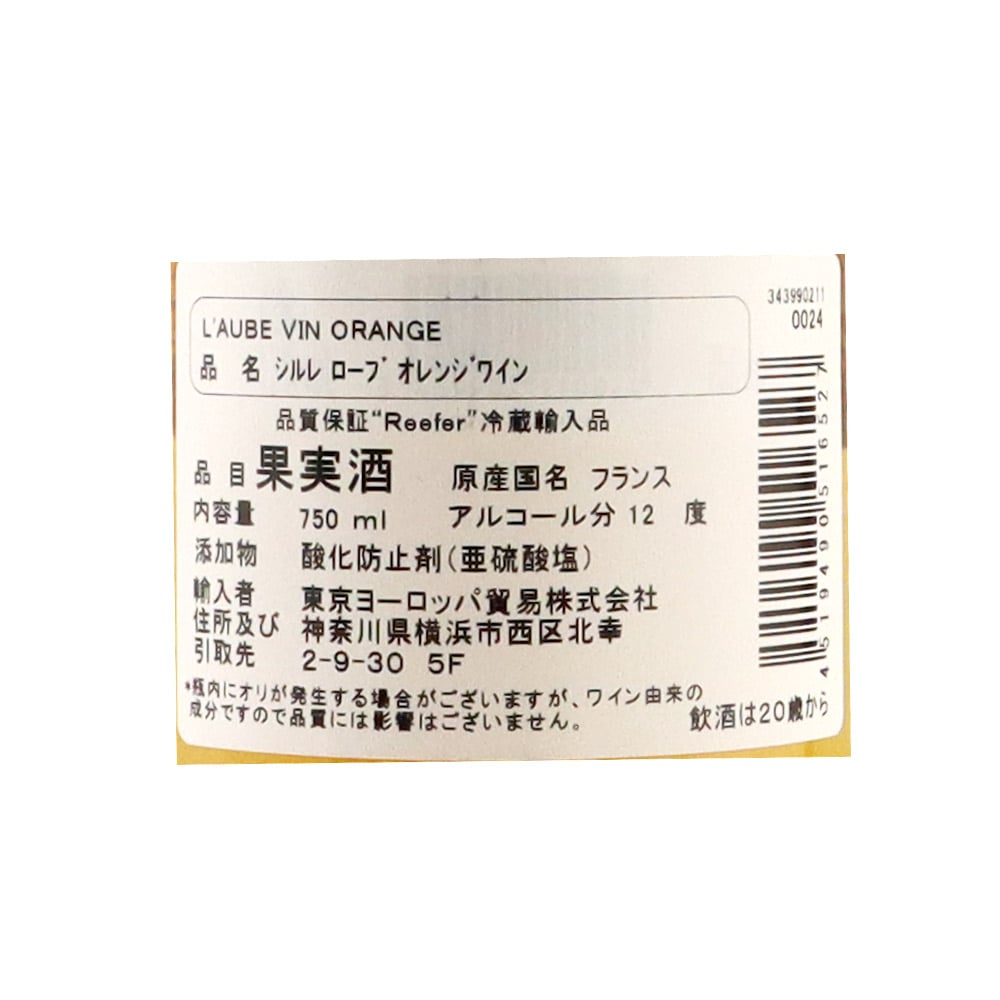 L'AUBE VIN ORANGE
品 名 シルレ ローブ オレンジワイン
343990211
0024
品質保証“Reefer”冷蔵輸入品
品 目 果実酒 原産国名 フランス
内容量 750 ml アルコール分 12 度
添加物 酸化防止剤(亜硫酸塩)
輸入者 東京ヨーロッパ貿易株式会社
住所及び 神奈川県横浜市西区北幸
引取先 2-9-30 5F
*瓶内にオリが発生する場合がございますが、ワイン由来の
成分ですので品質には影響はございません。
飲酒は20歳から
4519490516527